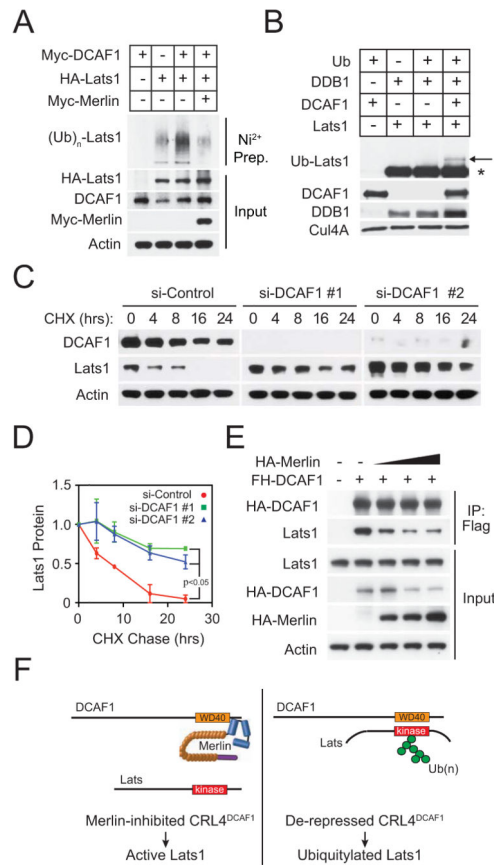 A
Myc-DCAF1 - - + +
HA-Lats1 - + + +
Myc-Merlin - - - +
(Ub)n-Lats1
Ni2+
Prep.
HA-Lats1
DCAF1
Myc-Merlin
Actin
Input
B
Ub + - + +
DDB1 - + + +
DCAF1 + - - +
Lats1 - + + +
Ub-Lats1
*
DCAF1
DDB1
Cul4A
C
si-Control si-DCAF1 #1 si-DCAF1 #2
CHX (hrs): 0 4 8 16 24 0 4 8 16 24 0 4 8 16 24
DCAF1
Lats1
Actin
D
si-Control
si-DCAF1 #1
si-DCAF1 #2
Lats1 Protein
1.5
1.0
0.5
0
p<0.05
0 10 20 30
CHX Chase (hrs)
E
HA-Merlin - -
FH-DCAF1 - + + + +
HA-DCAF1
Lats1
IP:
Flag
Lats1
HA-DCAF1
HA-Merlin
Actin
Input
F
DCAF1
WD40
Merlin
Lats
kinase
Merlin-inhibited CRL4DCAF1
Active Lats1
DCAF1
WD40
Lats
kinase
Ub(n)
De-repressed CRL4DCAF1
Ubiquitylated Lats1